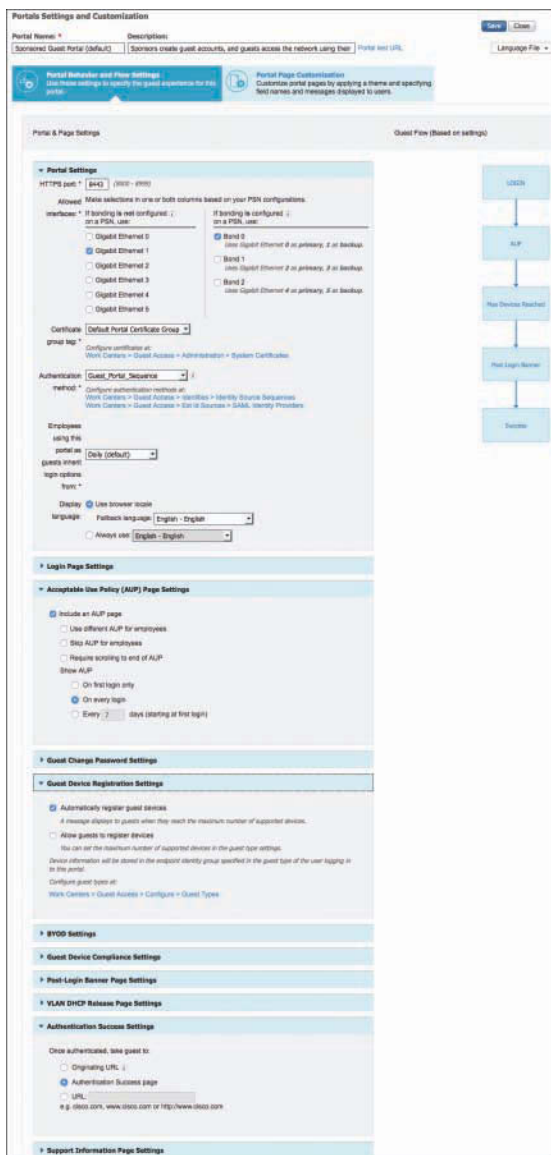 Portals Settings and Customization
Save Close
Portal Name: * Description:
Sponsored Guest Portal (default) Sponsors create guest accounts, and guests access the network using their Portal test URL Language File
Portal Behavior and Flow Settings
Use these settings to specify the guest experience for this portal.
Portal Page Customization
Customize portal pages by applying a theme and specifying field names and messages displayed to users.
Portal & Page Settings
Guest Flow (Based on settings)
Portal Settings
HTTPS port: * 8443 (8000 - 8999)
Allowed interfaces: * Make selections in one or both columns based on your PSN configurations.
If bonding is not configured i
on a PSN, use:
Gigabit Ethernet 0
Gigabit Ethernet 1
Gigabit Ethernet 2
Gigabit Ethernet 3
Gigabit Ethernet 4
Gigabit Ethernet 5
If bonding is configured i
on a PSN, use:
Bond 0
Uses Gigabit Ethernet 0 as primary, 1 as backup.
Bond 1
Uses Gigabit Ethernet 2 as primary, 3 as backup.
Bond 2
Uses Gigabit Ethernet 4 as primary, 5 as backup.
Certificate group tag: * Default Portal Certificate Group
Configure certificates at:
Work Centers > Guest Access > Administration > System Certificates
Authentication method: * Guest_Portal_Sequence i
Configure authentication methods at:
Work Centers > Guest Access > Identities > Identity Source Sequences
Work Centers > Guest Access > Ext Id Sources > SAML Identity Providers
Employees
using this
portal as
guests inherit
login options
from: *
Daily (default)
Display language: Use browser locale
Fallback language: English - English
Always use: English - English
Login Page Settings
Acceptable Use Policy (AUP) Page Settings
Include an AUP page
Use different AUP for employees
Skip AUP for employees
Require scrolling to end of AUP
Show AUP
On first login only
On every login
Every 7 days (starting at first login)
Guest Change Password Settings
Guest Device Registration Settings
Automatically register guest devices
A message displays to guests when they reach the maximum number of supported devices.
Allow guests to register devices
You can set the maximum number of supported devices in the guest type settings.
Device information will be stored in the endpoint identity group specified in the guest type of the user logging in
to this portal.
Configure guest types at:
Work Centers > Guest Access > Configure > Guest Types
BYOD Settings
Guest Device Compliance Settings
Post-Login Banner Page Settings
VLAN DHCP Release Page Settings
Authentication Success Settings
Once authenticated, take guest to:
Originating URL i
Authentication Success page
URL:
e.g. cisco.com, www.cisco.com or http://www.cisco.com
Support Information Page Settings
LOGIN
AUP
Max Devices Reached
Post Login Banner
Success